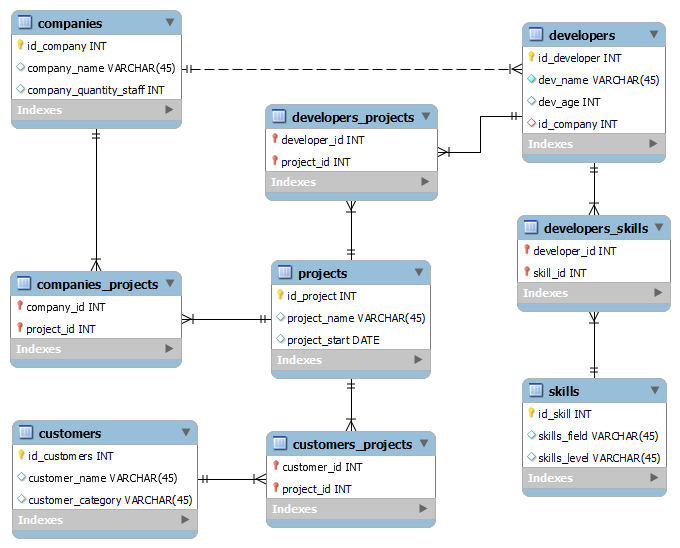 companies
id_company INT
company_name VARCHAR(45)
company_quantity_staff INT
Indexes
developers
id_developer INT
dev_name VARCHAR(45)
dev_age INT
id_company INT
Indexes
developers_projects
developer_id INT
project_id INT
Indexes
developers_skills
developer_id INT
skill_id INT
Indexes
companies_projects
company_id INT
project_id INT
Indexes
projects
id_project INT
project_name VARCHAR(45)
project_start DATE
Indexes
skills
id_skill INT
skills_field VARCHAR(45)
skills_level VARCHAR(45)
Indexes
customers
id_customers INT
customer_name VARCHAR(45)
customer_category VARCHAR(45)
Indexes
customers_projects
customer_id INT
project_id INT
Indexes